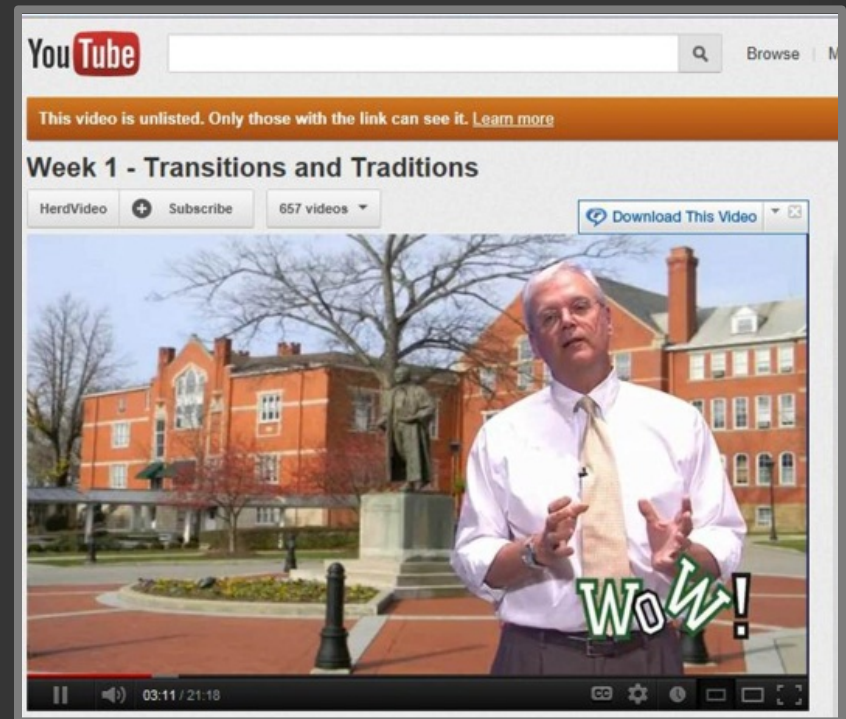 YouTube Browse M
This video is unlisted. Only those with the link can see it. Learn more
Week 1 - Transitions and Traditions
HerdVideo Subscribe 657 videos
Download This Video
WoW!
03:11 / 21:18
CC